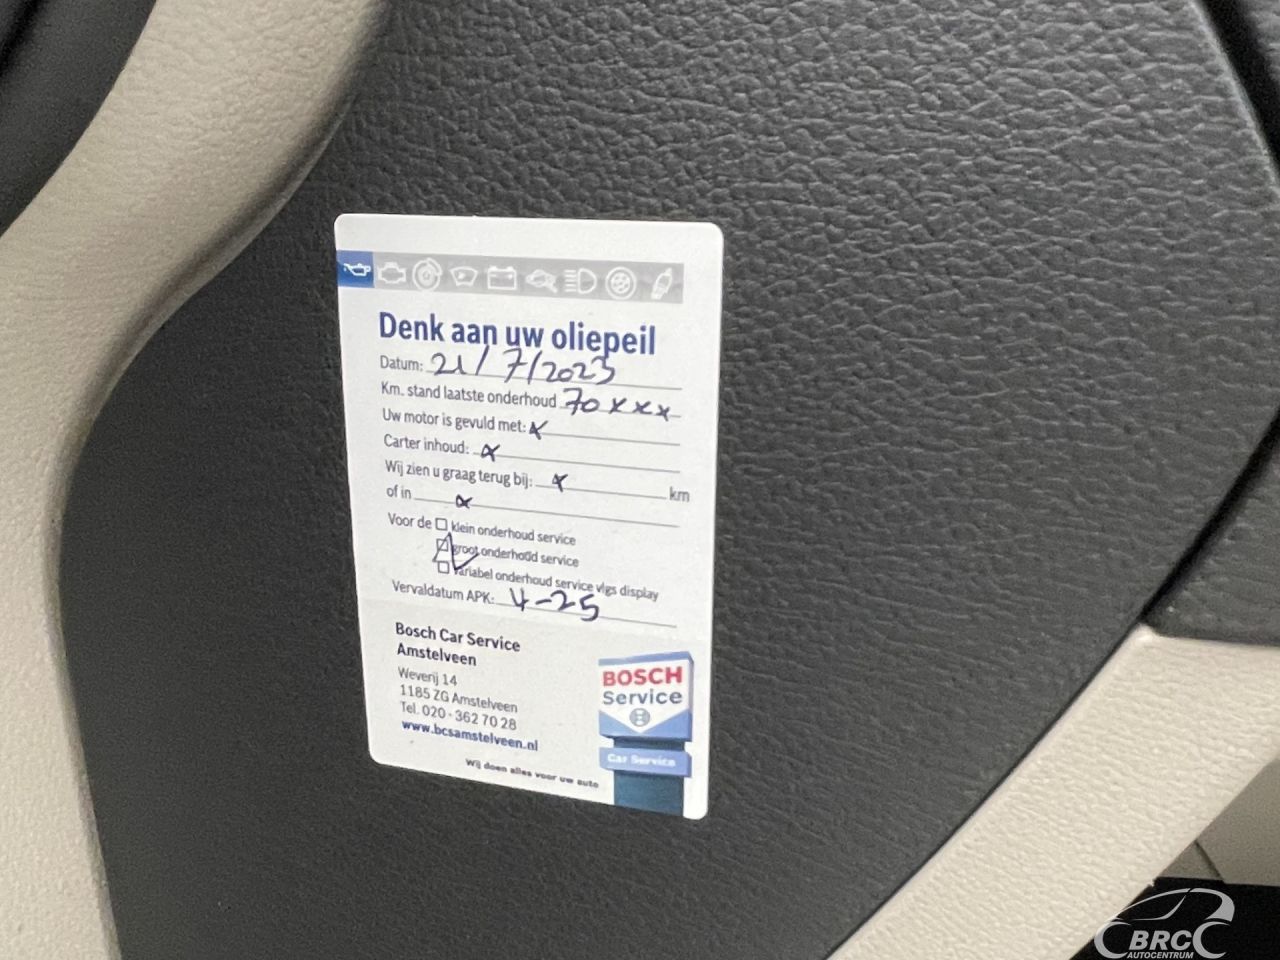 Denk aan uw oliepeil
Datum: 21/7/2023
Km. stand laatste onderhoud 70xxx
Uw motor is gevuld met: x
Carter inhoud: x
Wij zien u graag terug bij: x km
of in x
Voor de klein onderhoud service
groot onderhoud service
variabel onderhoud service vlgs display
Vervaldatum APK: 4-25
Bosch Car Service
Amstelveen
Weverij 14
1185 ZG Amstelveen
Tel. 020 - 362 70 28
www.bcsamstelveen.nl
Wij doen alles voor uw auto
BOSCH
Service
Car Service
BRC
AUTOCENTRUM